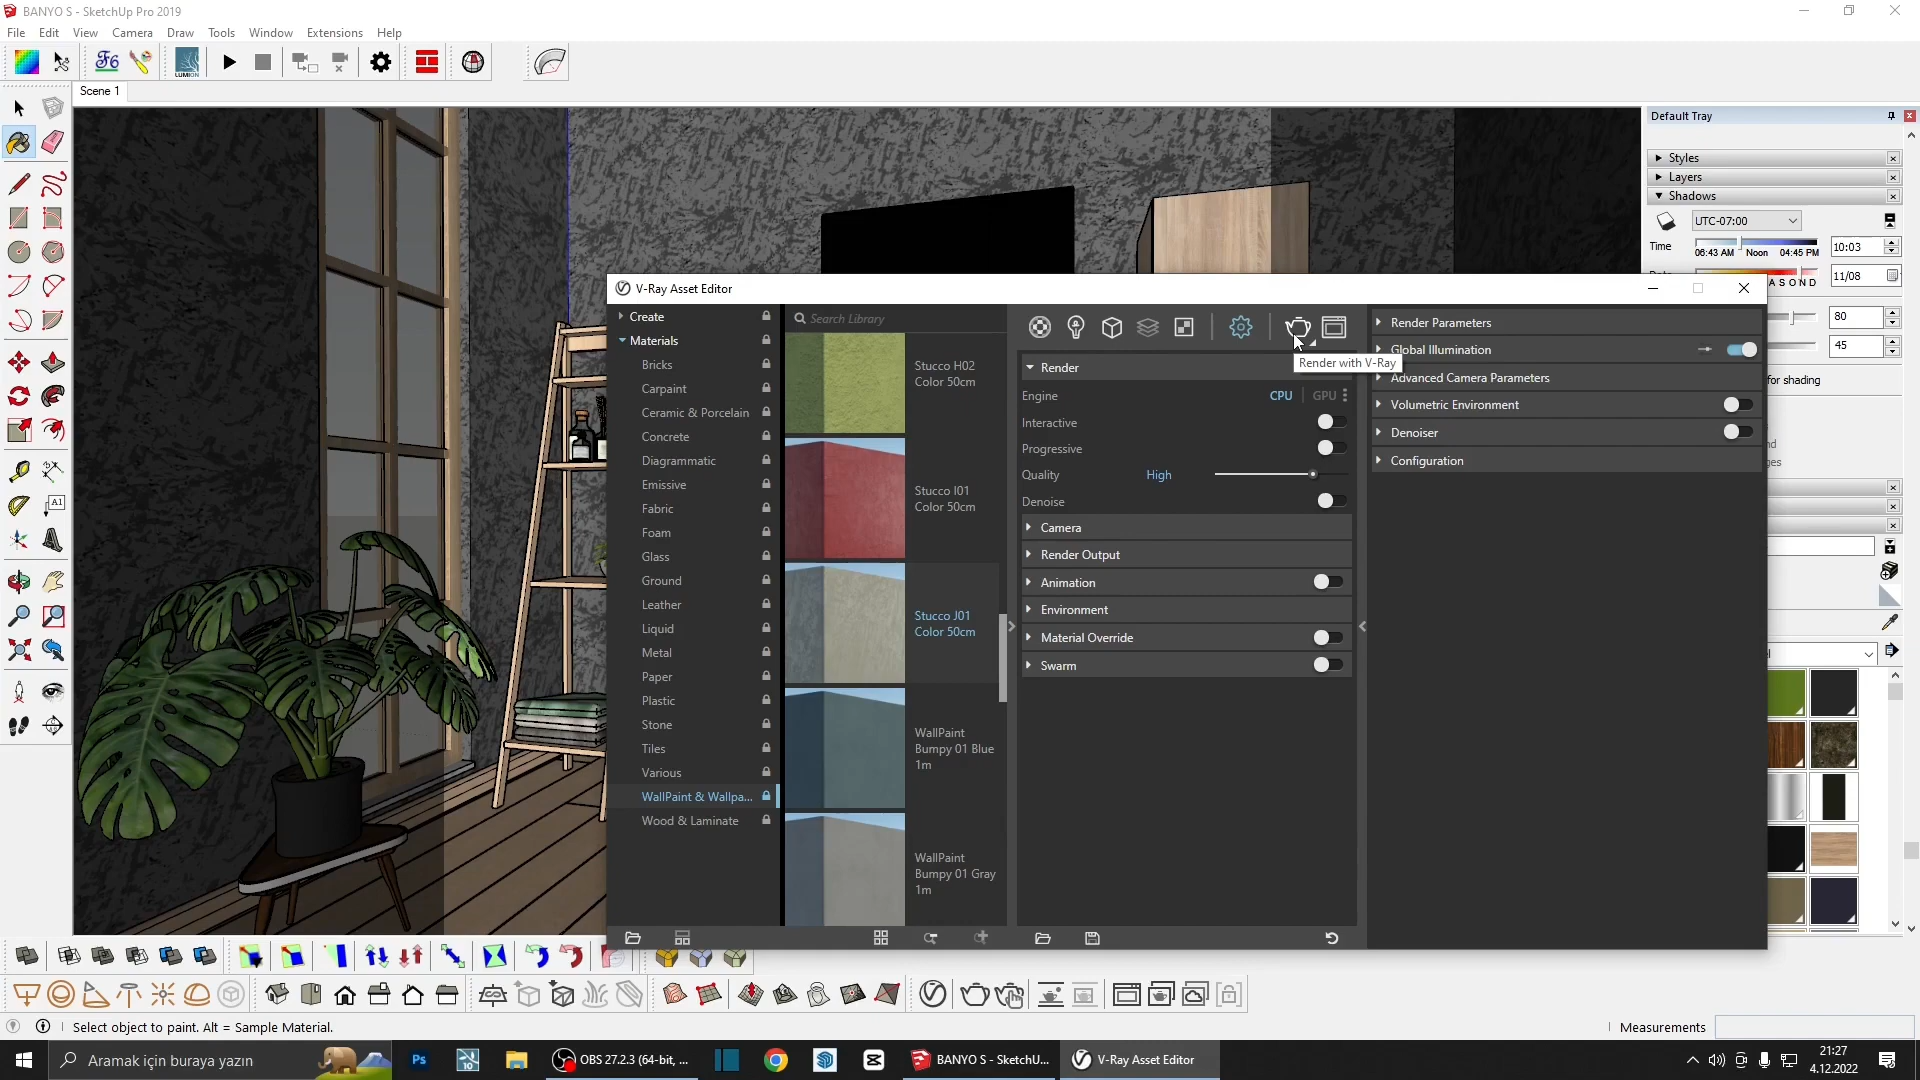 BANYO S - SketchUp Pro 2019
File Edit View Camera Draw Tools Window Extensions Help
LUMION
Scene 1
Default Tray
Styles
Layers
Shadows
UTC-07:00
Time
06:43 AM Noon 04:45 PM
10:03
A S O N D
11/08
80
45
for shading
V-Ray Asset Editor
Create
Materials
Bricks
Carpaint
Ceramic & Porcelain
Concrete
Diagrammatic
Emissive
Fabric
Foam
Glass
Ground
Leather
Liquid
Metal
Paper
Plastic
Stone
Tiles
Various
WallPaint & Wallpa...
Wood & Laminate
Search Library
Stucco H02
Color 50cm
Stucco I01
Color 50cm
Stucco J01
Color 50cm
WallPaint
Bumpy 01 Blue
1m
WallPaint
Bumpy 01 Gray
1m
Render
Engine CPU GPU
Interactive
Progressive
Quality High
Denoise
Camera
Render Output
Animation
Environment
Material Override
Swarm
Render with V-Ray
Render Parameters
Global Illumination
Advanced Camera Parameters
Volumetric Environment
Denoiser
Configuration
Select object to paint. Alt = Sample Material.
Measurements
Aramak için buraya yazın
Ps
10
OBS 27.2.3 (64-bit, ...
BANYO S - SketchU...
V-Ray Asset Editor
21:27
4.12.2022